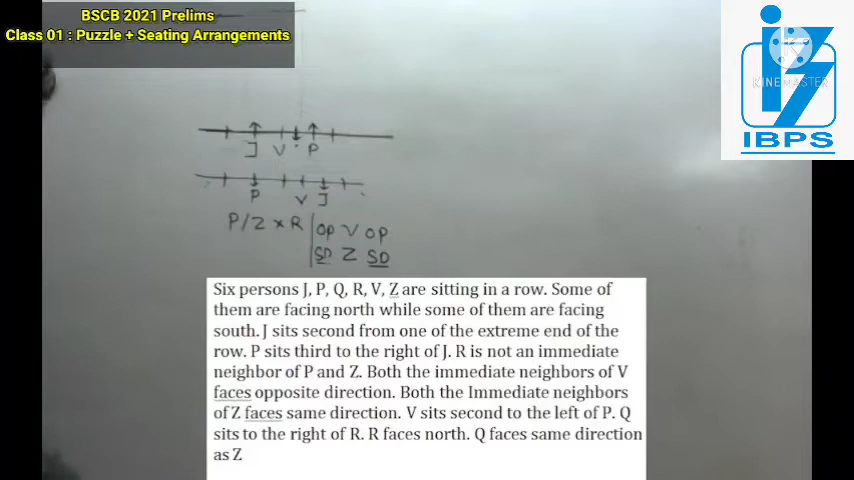 BSCB 2021 Prelims
Class 01 : Puzzle + Seating Arrangements
KINEMASTER
IBPS
J V P
P V J
P/Z × R
OP V OP
SD Z SD
Six persons J, P, Q, R, V, Z are sitting in a row. Some of
them are facing north while some of them are facing
south. J sits second from one of the extreme end of the
row. P sits third to the right of J. R is not an immediate
neighbor of P and Z. Both the immediate neighbors of V
faces opposite direction. Both the Immediate neighbors
of Z faces same direction. V sits second to the left of P. Q
sits to the right of R. R faces north. Q faces same direction
as Z